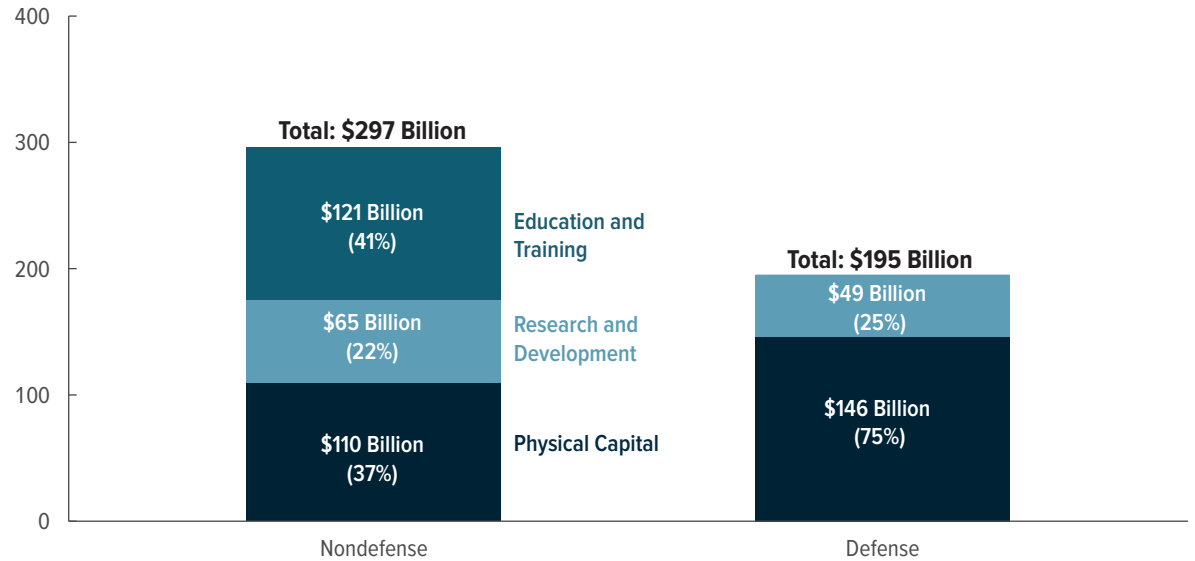 400
300
200
100
0
Total: $297 Billion
$121 Billion
(41%)
Education and
Training
$65 Billion
(22%)
Research and
Development
$110 Billion
(37%)
Physical Capital
Total: $195 Billion
$49 Billion
(25%)
$146 Billion
(75%)
Nondefense
Defense